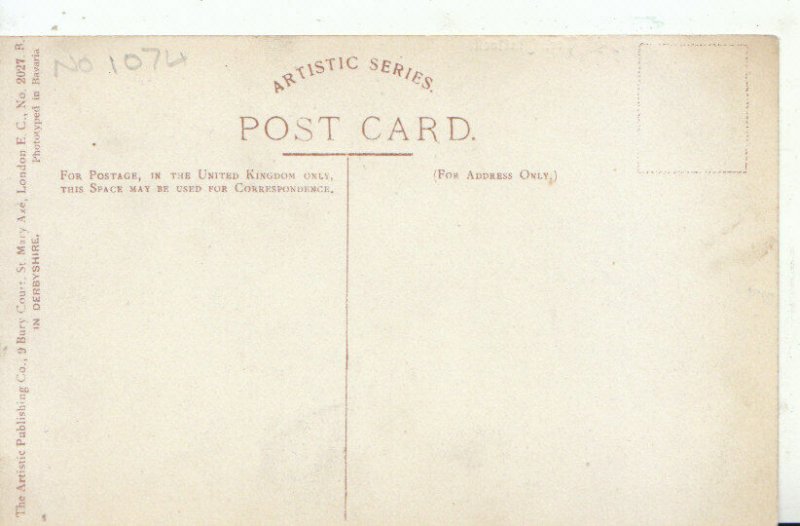 No 1074
ARTISTIC SERIES.
POST CARD.
FOR POSTAGE, IN THE UNITED KINGDOM ONLY,
THIS SPACE MAY BE USED FOR CORRESPONDENCE.
(FOR ADDRESS ONLY.)
The Artistic Publishing Co., 9 Bury Court, St Mary Axe, London E. C., No. 2027. R.
IN DERBYSHIRE.
Phototyped in Bavaria